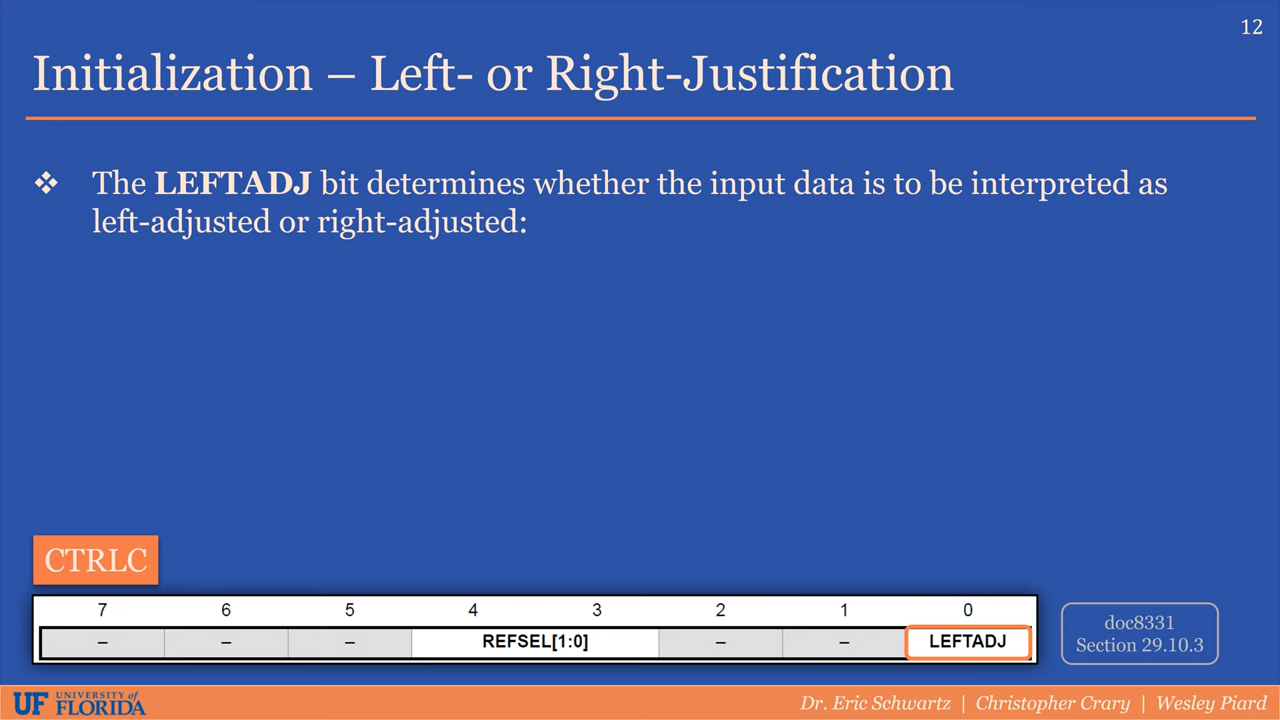 12
Initialization – Left- or Right-Justification
❖ The LEFTADJ bit determines whether the input data is to be interpreted as
left-adjusted or right-adjusted:
CTRLC
7 6 5 4 3 2 1 0
– – – REFSEL[1:0] – – LEFTADJ
doc8331
Section 29.10.3
UF UNIVERSITY of
FLORIDA
Dr. Eric Schwartz | Christopher Crary | Wesley Piard